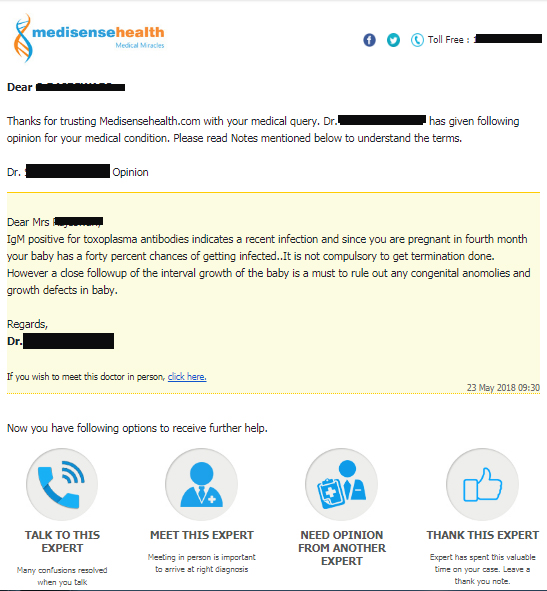 medisensehealth
Medical Miracles
Toll Free :
Dear
Thanks for trusting Medisensehealth.com with your medical query. Dr. has given following
opinion for your medical condition. Please read Notes mentioned below to understand the terms.
Dr. Opinion
Dear Mrs
IgM positive for toxoplasma antibodies indicates a recent infection and since you are pregnant in fourth month
your baby has a forty percent chances of getting infected..It is not compulsory to get termination done.
However a close followup of the interval growth of the baby is a must to rule out any congenital anomolies and
growth defects in baby.
Regards,
Dr.
If you wish to meet this doctor in person, click here.
23 May 2018 09:30
Now you have following options to receive further help.
TALK TO THIS
EXPERT
Many confusions resolved
when you talk
MEET THIS EXPERT
Meeting in person is important
to arrive at right diagnosis
NEED OPINION
FROM ANOTHER
EXPERT
THANK THIS EXPERT
Expert has spent this valuable
time on your case. Leave a
thank you note.